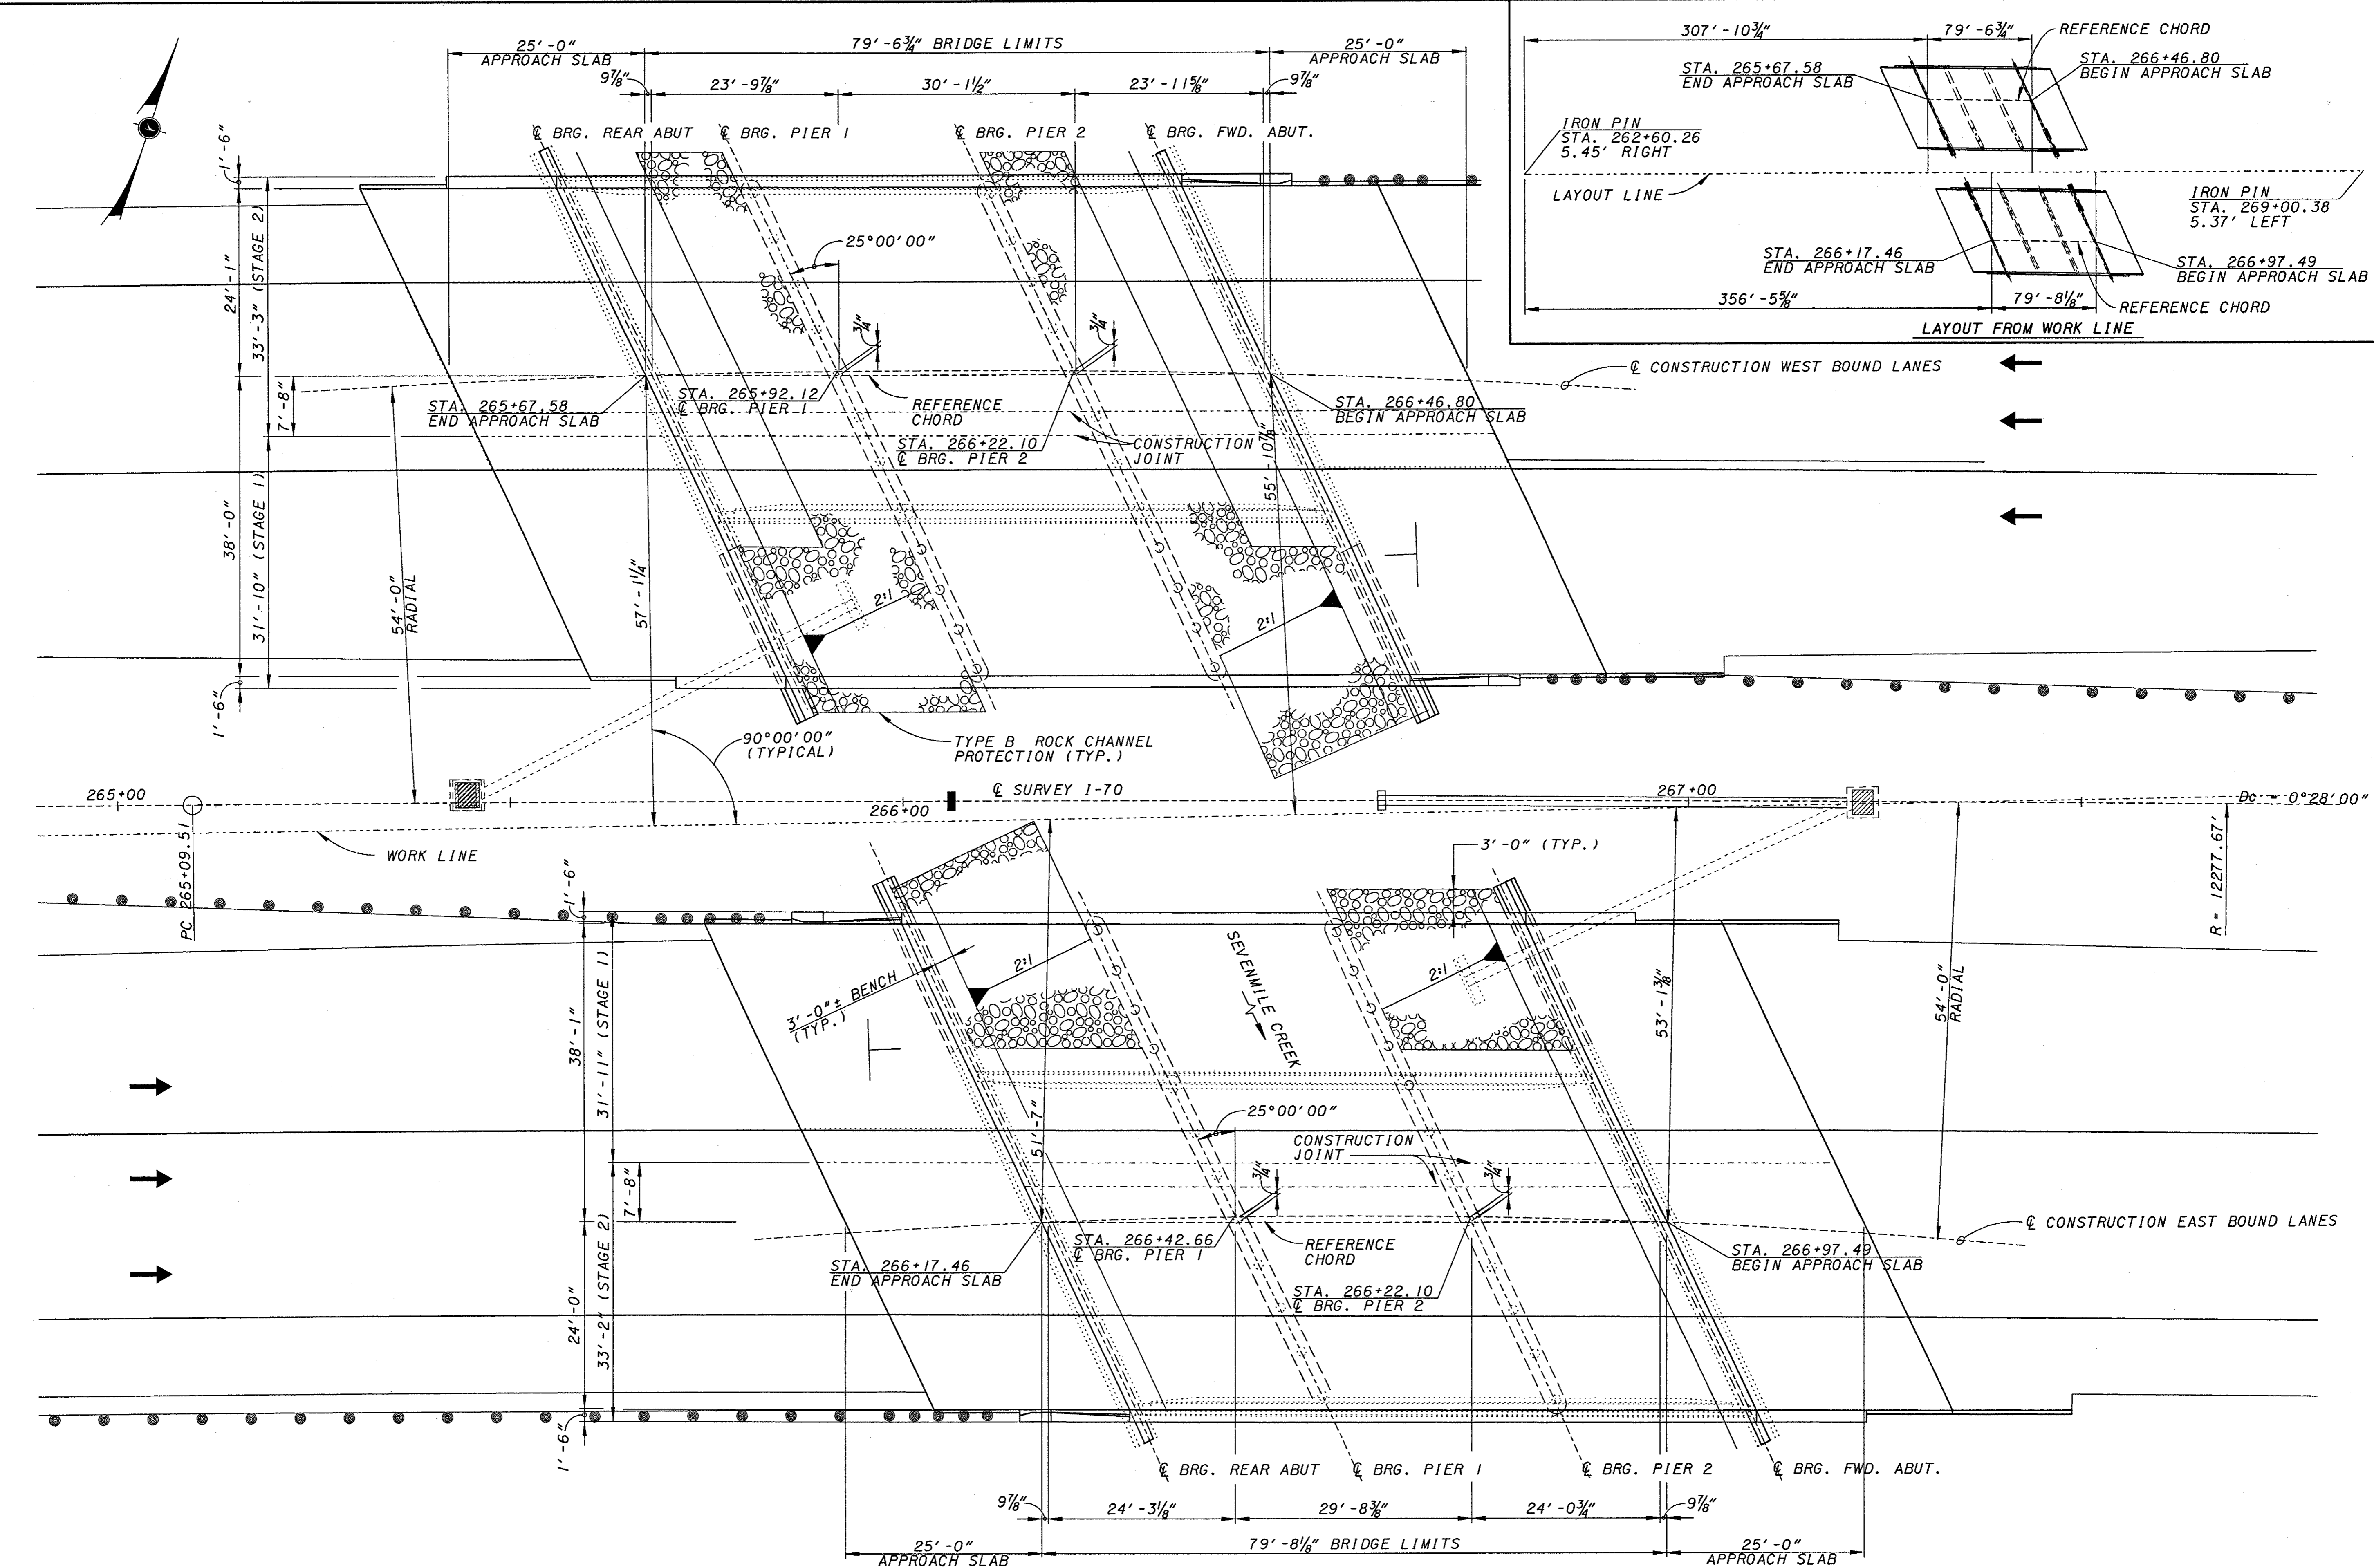 25'-0"
APPROACH SLAB
79'-6¾" BRIDGE LIMITS
25'-0"
APPROACH SLAB
9⅞"
23'-9⅞"
30'-1½"
23'-11⅝"
9⅞"
℄ BRG. REAR ABUT
℄ BRG. PIER 1
℄ BRG. PIER 2
℄ BRG. FWD. ABUT.
1'-6"
24'-1"
33'-3" (STAGE 2)
7'-8"
38'-0"
31'-10" (STAGE 1)
1'-6"
54'-0"
RADIAL
25°00'00"
¾"
¾"
STA. 265+67.58
END APPROACH SLAB
STA. 265+92.12
℄ BRG. PIER 1
REFERENCE
CHORD
STA. 266+22.10
℄ BRG. PIER 2
CONSTRUCTION
JOINT
STA. 266+46.80
BEGIN APPROACH SLAB
℄ CONSTRUCTION WEST BOUND LANES
57'-1¼"
55'-10⅞"
2:1
2:1
90°00'00"
(TYPICAL)
TYPE B ROCK CHANNEL
PROTECTION (TYP.)
307'-10¾"
79'-6¾"
REFERENCE CHORD
STA. 265+67.58
END APPROACH SLAB
STA. 266+46.80
BEGIN APPROACH SLAB
IRON PIN
STA. 262+60.26
5.45' RIGHT
LAYOUT LINE
IRON PIN
STA. 269+00.38
5.37' LEFT
STA. 266+17.46
END APPROACH SLAB
STA. 266+97.49
BEGIN APPROACH SLAB
356'-5⅝"
79'-8⅛"
REFERENCE CHORD
LAYOUT FROM WORK LINE
265+00
266+00
℄ SURVEY I-70
267+00
Dc = 0°28'00"
R = 12277.67'
PC 265+09.51
WORK LINE
3'-0" (TYP.)
1'-6"
38'-1"
31'-11" (STAGE 1)
7'-8"
24'-0"
33'-2" (STAGE 2)
1'-6"
3'-0"± BENCH
(TYP.)
2:1
SEVENMILE CREEK
2:1
51'-7"
53'-1⅜"
54'-0"
RADIAL
25°00'00"
CONSTRUCTION
JOINT
¾"
¾"
STA. 266+17.46
END APPROACH SLAB
STA. 266+42.66
℄ BRG. PIER 1
REFERENCE
CHORD
STA. 266+22.10
℄ BRG. PIER 2
STA. 266+97.49
BEGIN APPROACH SLAB
℄ CONSTRUCTION EAST BOUND LANES
℄ BRG. REAR ABUT
℄ BRG. PIER 1
℄ BRG. PIER 2
℄ BRG. FWD. ABUT.
9⅞"
24'-3⅛"
29'-8⅜"
24'-0¾"
9⅞"
25'-0"
APPROACH SLAB
79'-8⅛" BRIDGE LIMITS
25'-0"
APPROACH SLAB